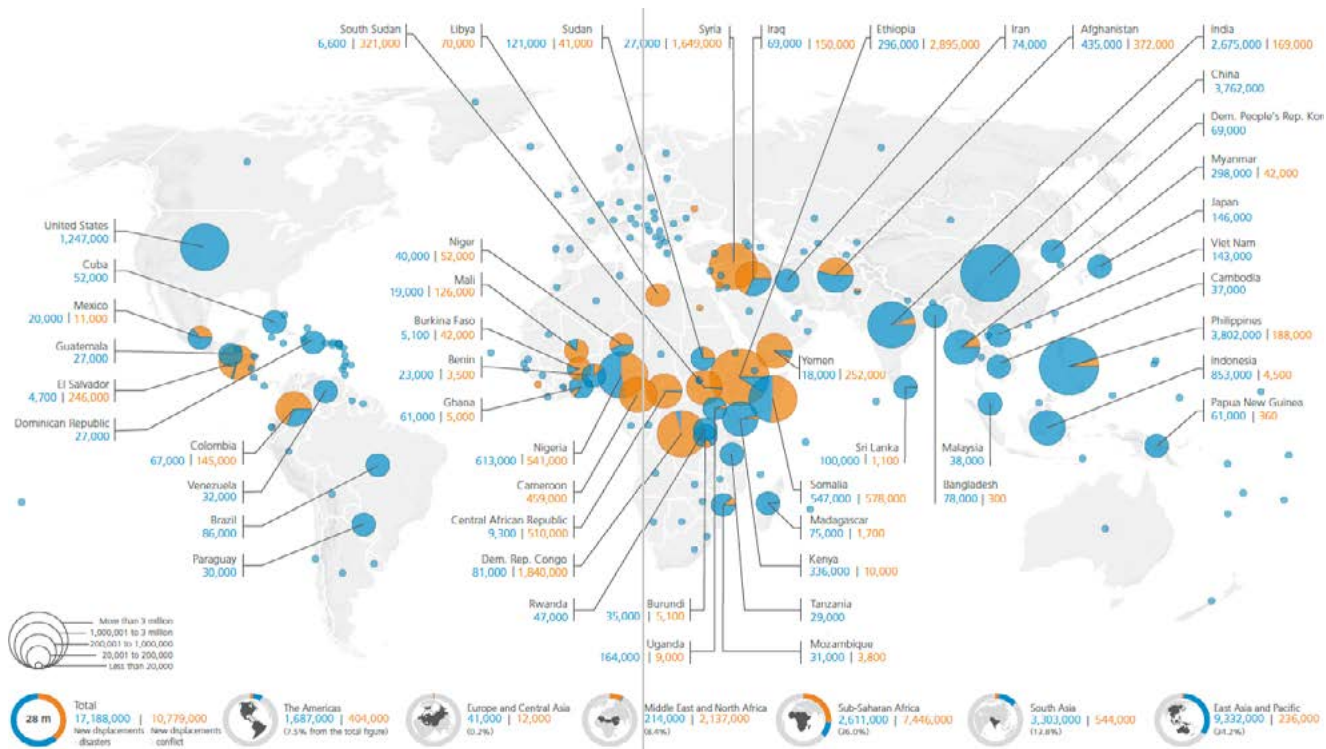 South Sudan
6,600 | 321,000
Libya
70,000
Sudan
121,000 | 41,000
Syria
27,000 | 1,649,000
Iraq
69,000 | 150,000
Ethiopia
296,000 | 2,895,000
Iran
74,000
Afghanistan
435,000 | 372,000
India
2,675,000 | 169,000
China
3,762,000
Dem. People's Rep. Kor
69,000
Myanmar
298,000 | 42,000
Japan
146,000
Viet Nam
143,000
Cambodia
37,000
Philippines
3,802,000 | 188,000
Indonesia
853,000 | 4,500
Papua New Guinea
61,000 | 360
United States
1,247,000
Cuba
52,000
Mexico
20,000 | 11,000
Guatemala
27,000
El Salvador
4,700 | 246,000
Dominican Republic
27,000
Colombia
67,000 | 145,000
Venezuela
32,000
Brazil
86,000
Paraguay
30,000
Niger
40,000 | 52,000
Mali
19,000 | 126,000
Burkina Faso
5,100 | 42,000
Benin
23,000 | 3,500
Ghana
61,000 | 5,000
Nigeria
613,000 | 541,000
Cameroon
459,000
Central African Republic
9,300 | 510,000
Dem. Rep. Congo
81,000 | 1,840,000
Rwanda
47,000
Burundi
35,000 | 5,100
Uganda
164,000 | 9,000
Yemen
18,000 | 252,000
Sri Lanka
100,000 | 1,100
Malaysia
38,000
Bangladesh
78,000 | 300
Somalia
547,000 | 578,000
Madagascar
75,000 | 1,700
Kenya
336,000 | 10,000
Tanzania
29,000
Mozambique
31,000 | 3,800
More than 3 million
1,000,001 to 3 million
200,001 to 1,000,000
20,001 to 200,000
Less than 20,000
28 m
Total
17,188,000 | 10,779,000
New displacements disasters
New displacements conflict
The Americas
1,687,000 | 404,000
(7.5% from the total figure)
Europe and Central Asia
41,000 | 12,000
(0.2%)
Middle East and North Africa
214,000 | 2,137,000
(8.4%)
Sub-Saharan Africa
2,611,000 | 7,446,000
(36.0%)
South Asia
3,303,000 | 544,000
(13.8%)
East Asia and Pacific
9,332,000 | 236,000
(34.2%)